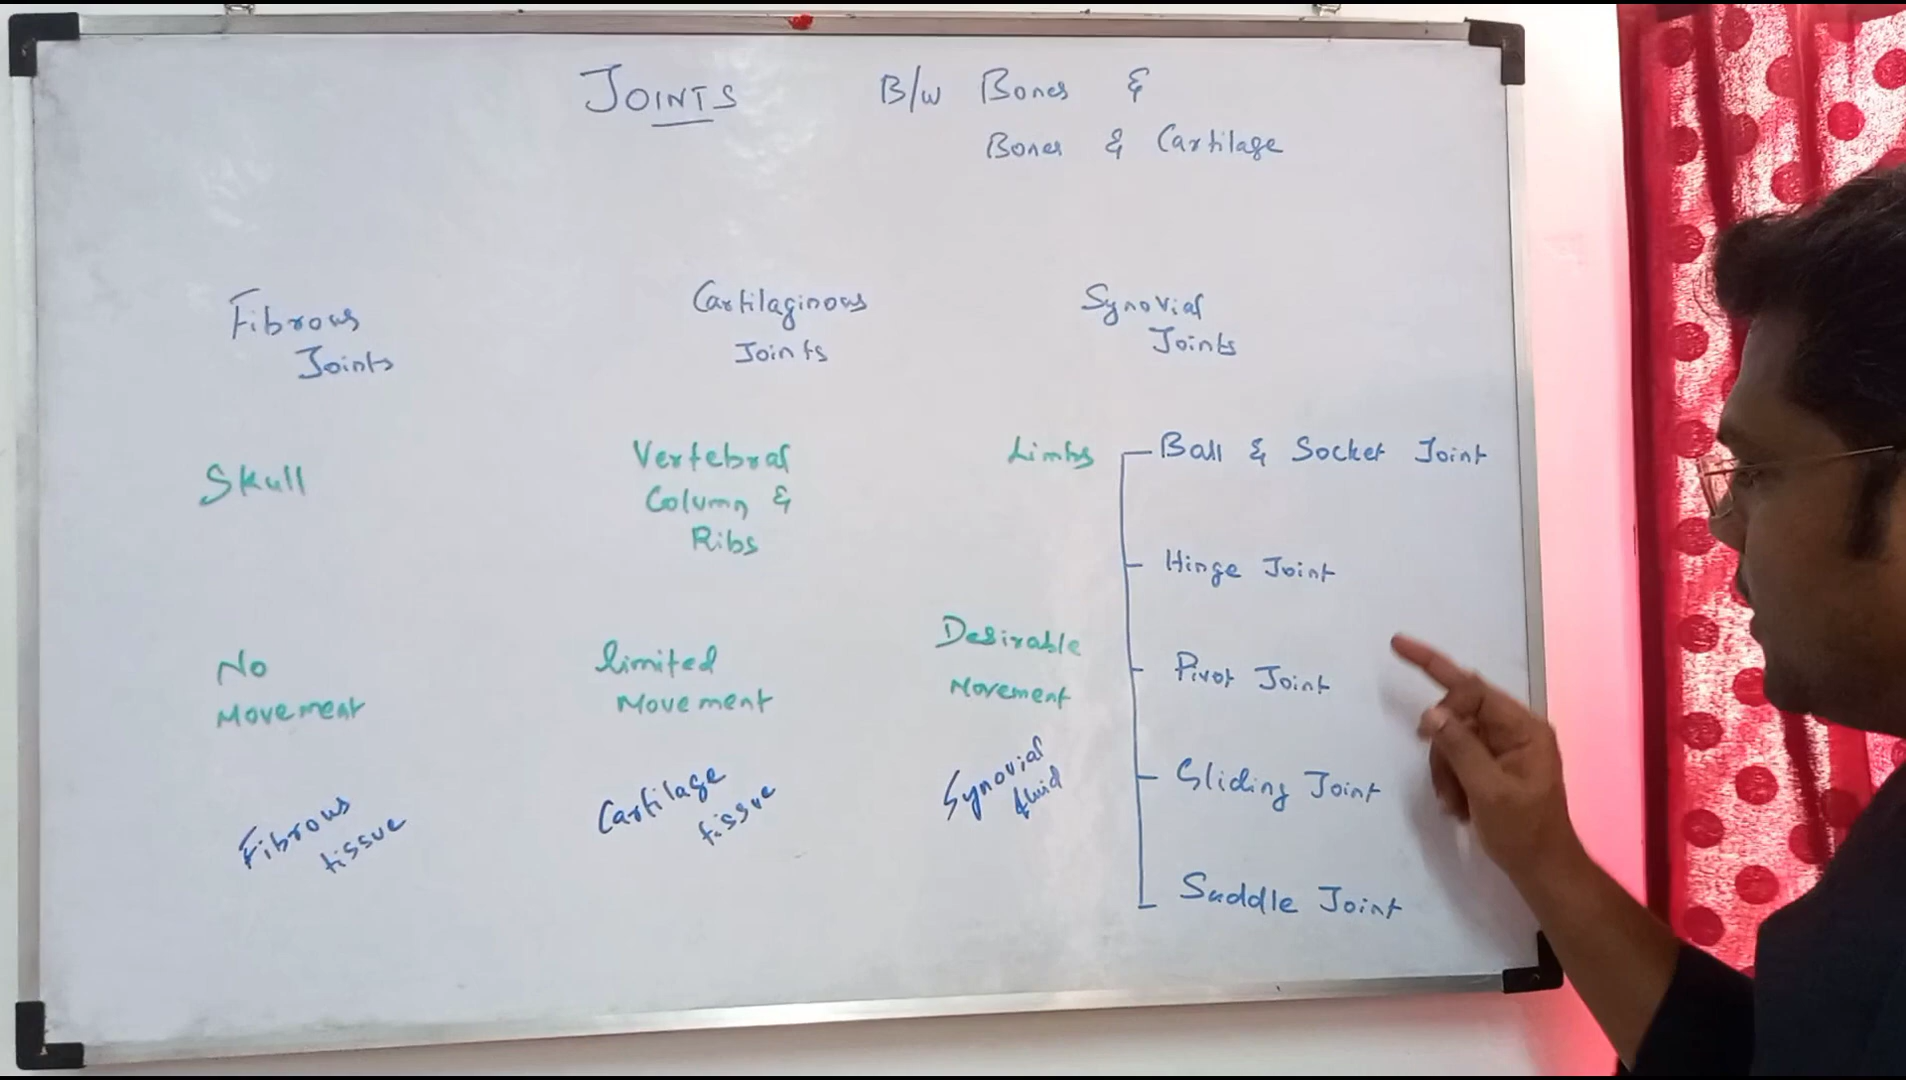 JOINTS B/w Bones &
Bones & Cartilage
Fibrous
Joints
Cartilaginous
Joints
Synovial
Joints
Skull
Vertebral
Column &
Ribs
Limbs
No
Movement
limited
Movement
Desirable
Movement
Fibrous
tissue
Cartilage
tissue
Synovial
fluid
Ball & Socket Joint
Hinge Joint
Pivot Joint
Gliding Joint
Saddle Joint